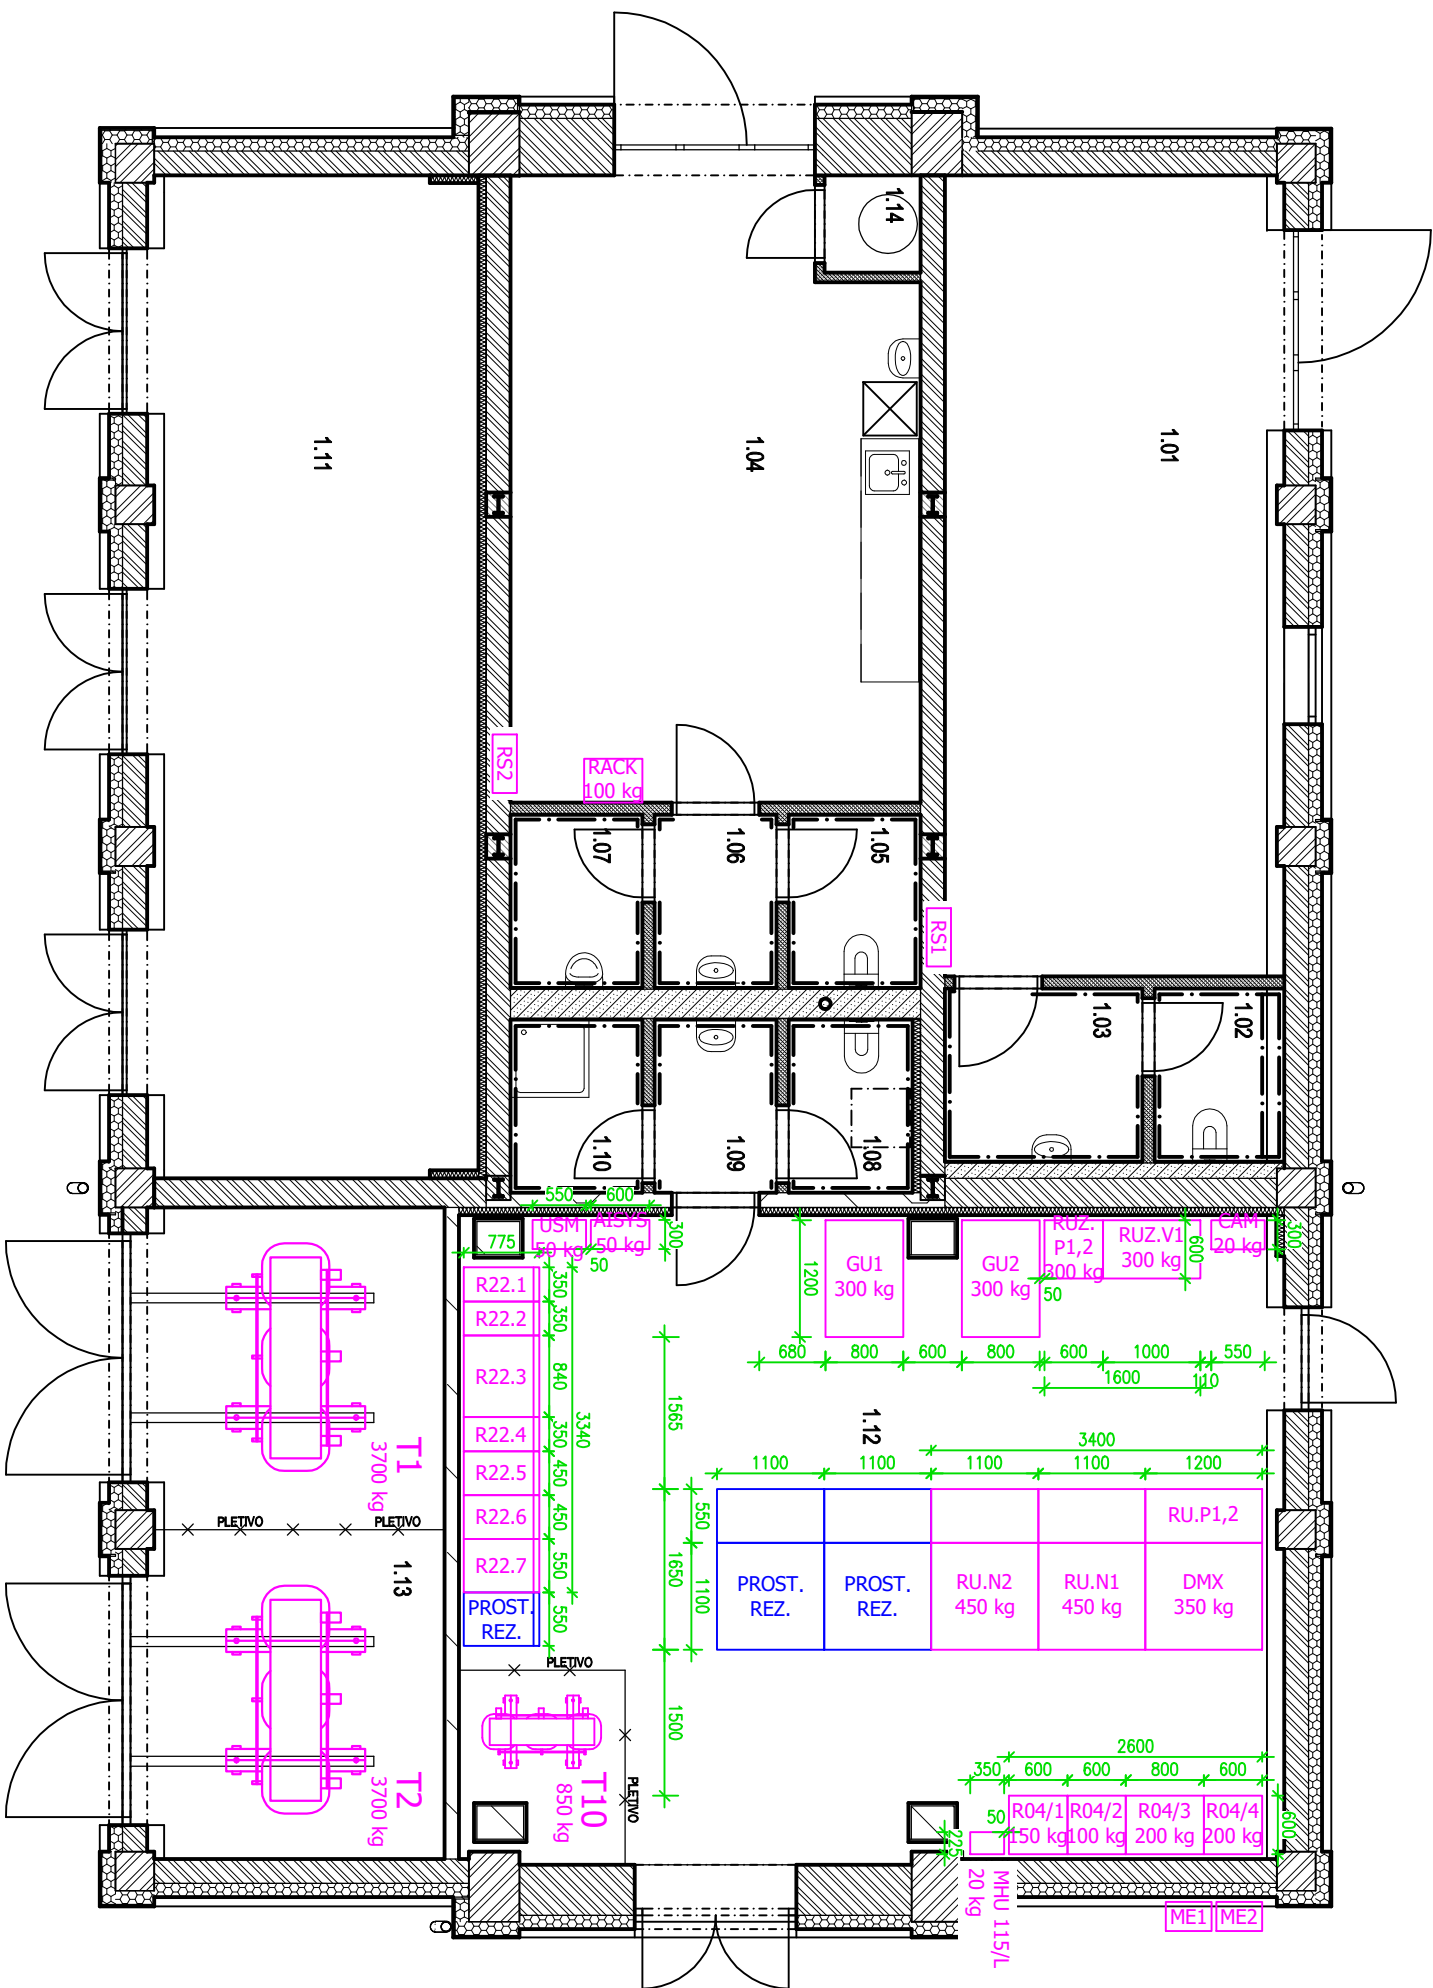 1.14
1.11
1.04
1.01
RS2
RACK
100 kg
1.07
1.06
1.05
RS1
1.03
1.02
1.10
1.09
1.08
550
600
USM
50 kg
AISYS
50 kg
300
50
775
GU1
300 kg
1200
GU2
300 kg
RUZ.
P1,2
300 kg
RUZ.V1
300 kg
600
CAM
20 kg
300
50
680
800
600
800
600
1000
550
1600
110
R22.1
R22.2
R22.3
R22.4
R22.5
R22.6
R22.7
PROST.
REZ.
350
350
840
350
450
450
550
550
3340
1565
1650
1500
550
1100
1.12
3400
1100
1100
1100
1100
1200
RU.P1,2
PROST.
REZ.
PROST.
REZ.
RU.N2
450 kg
RU.N1
450 kg
DMX
350 kg
T1
3700 kg
PLETIVO
PLETIVO
1.13
T2
3700 kg
PLETIVO
T10
850 kg
PLETIVO
2600
350
600
600
800
600
50
225
600
R04/1
150 kg
R04/2
100 kg
R04/3
200 kg
R04/4
200 kg
MHU 115/L
20 kg
ME1
ME2